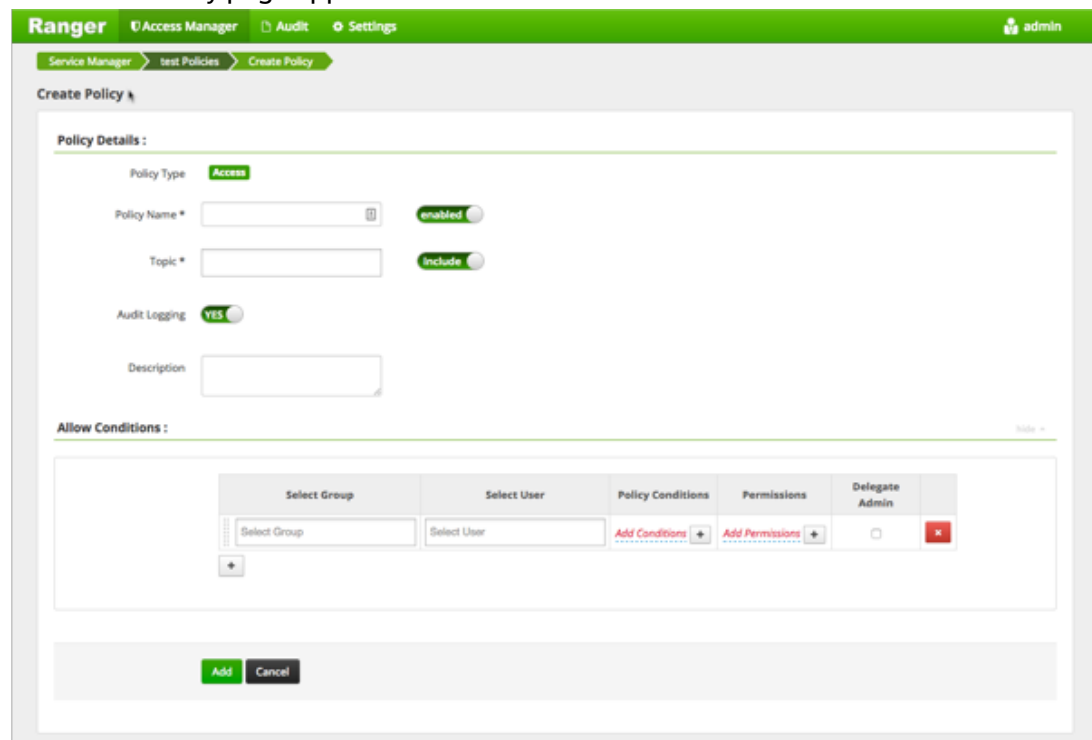 Ranger Access Manager Audit Settings admin
Service Manager test Policies Create Policy
Create Policy
Policy Details :
Policy Type Access
Policy Name * enabled
Topic * Include
Audit Logging YES
Description
Allow Conditions : hide
Select Group Select User Policy Conditions Permissions Delegate
Admin
Select Group Select User Add Conditions + Add Permissions +
+
Add Cancel